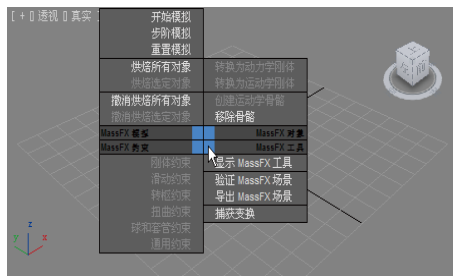 [ + ] 透视 ] 真实
开始模拟
步阶模拟
重置模拟
烘焙所有对象
烘焙选定对象
撤消烘焙所有对象
撤消烘焙选定对象
MassFX 模拟
MassFX 约束
刚体约束
滑动约束
转枢约束
扭曲约束
球和套管约束
通用约束
转换为动力学刚体
转换为运动学刚体
创建运动学骨骼
移除骨骼
MassFX 对象
MassFX 工具
显示 MassFX 工具
验证 MassFX 场景
导出 MassFX 场景
捕获变换
z
y
x